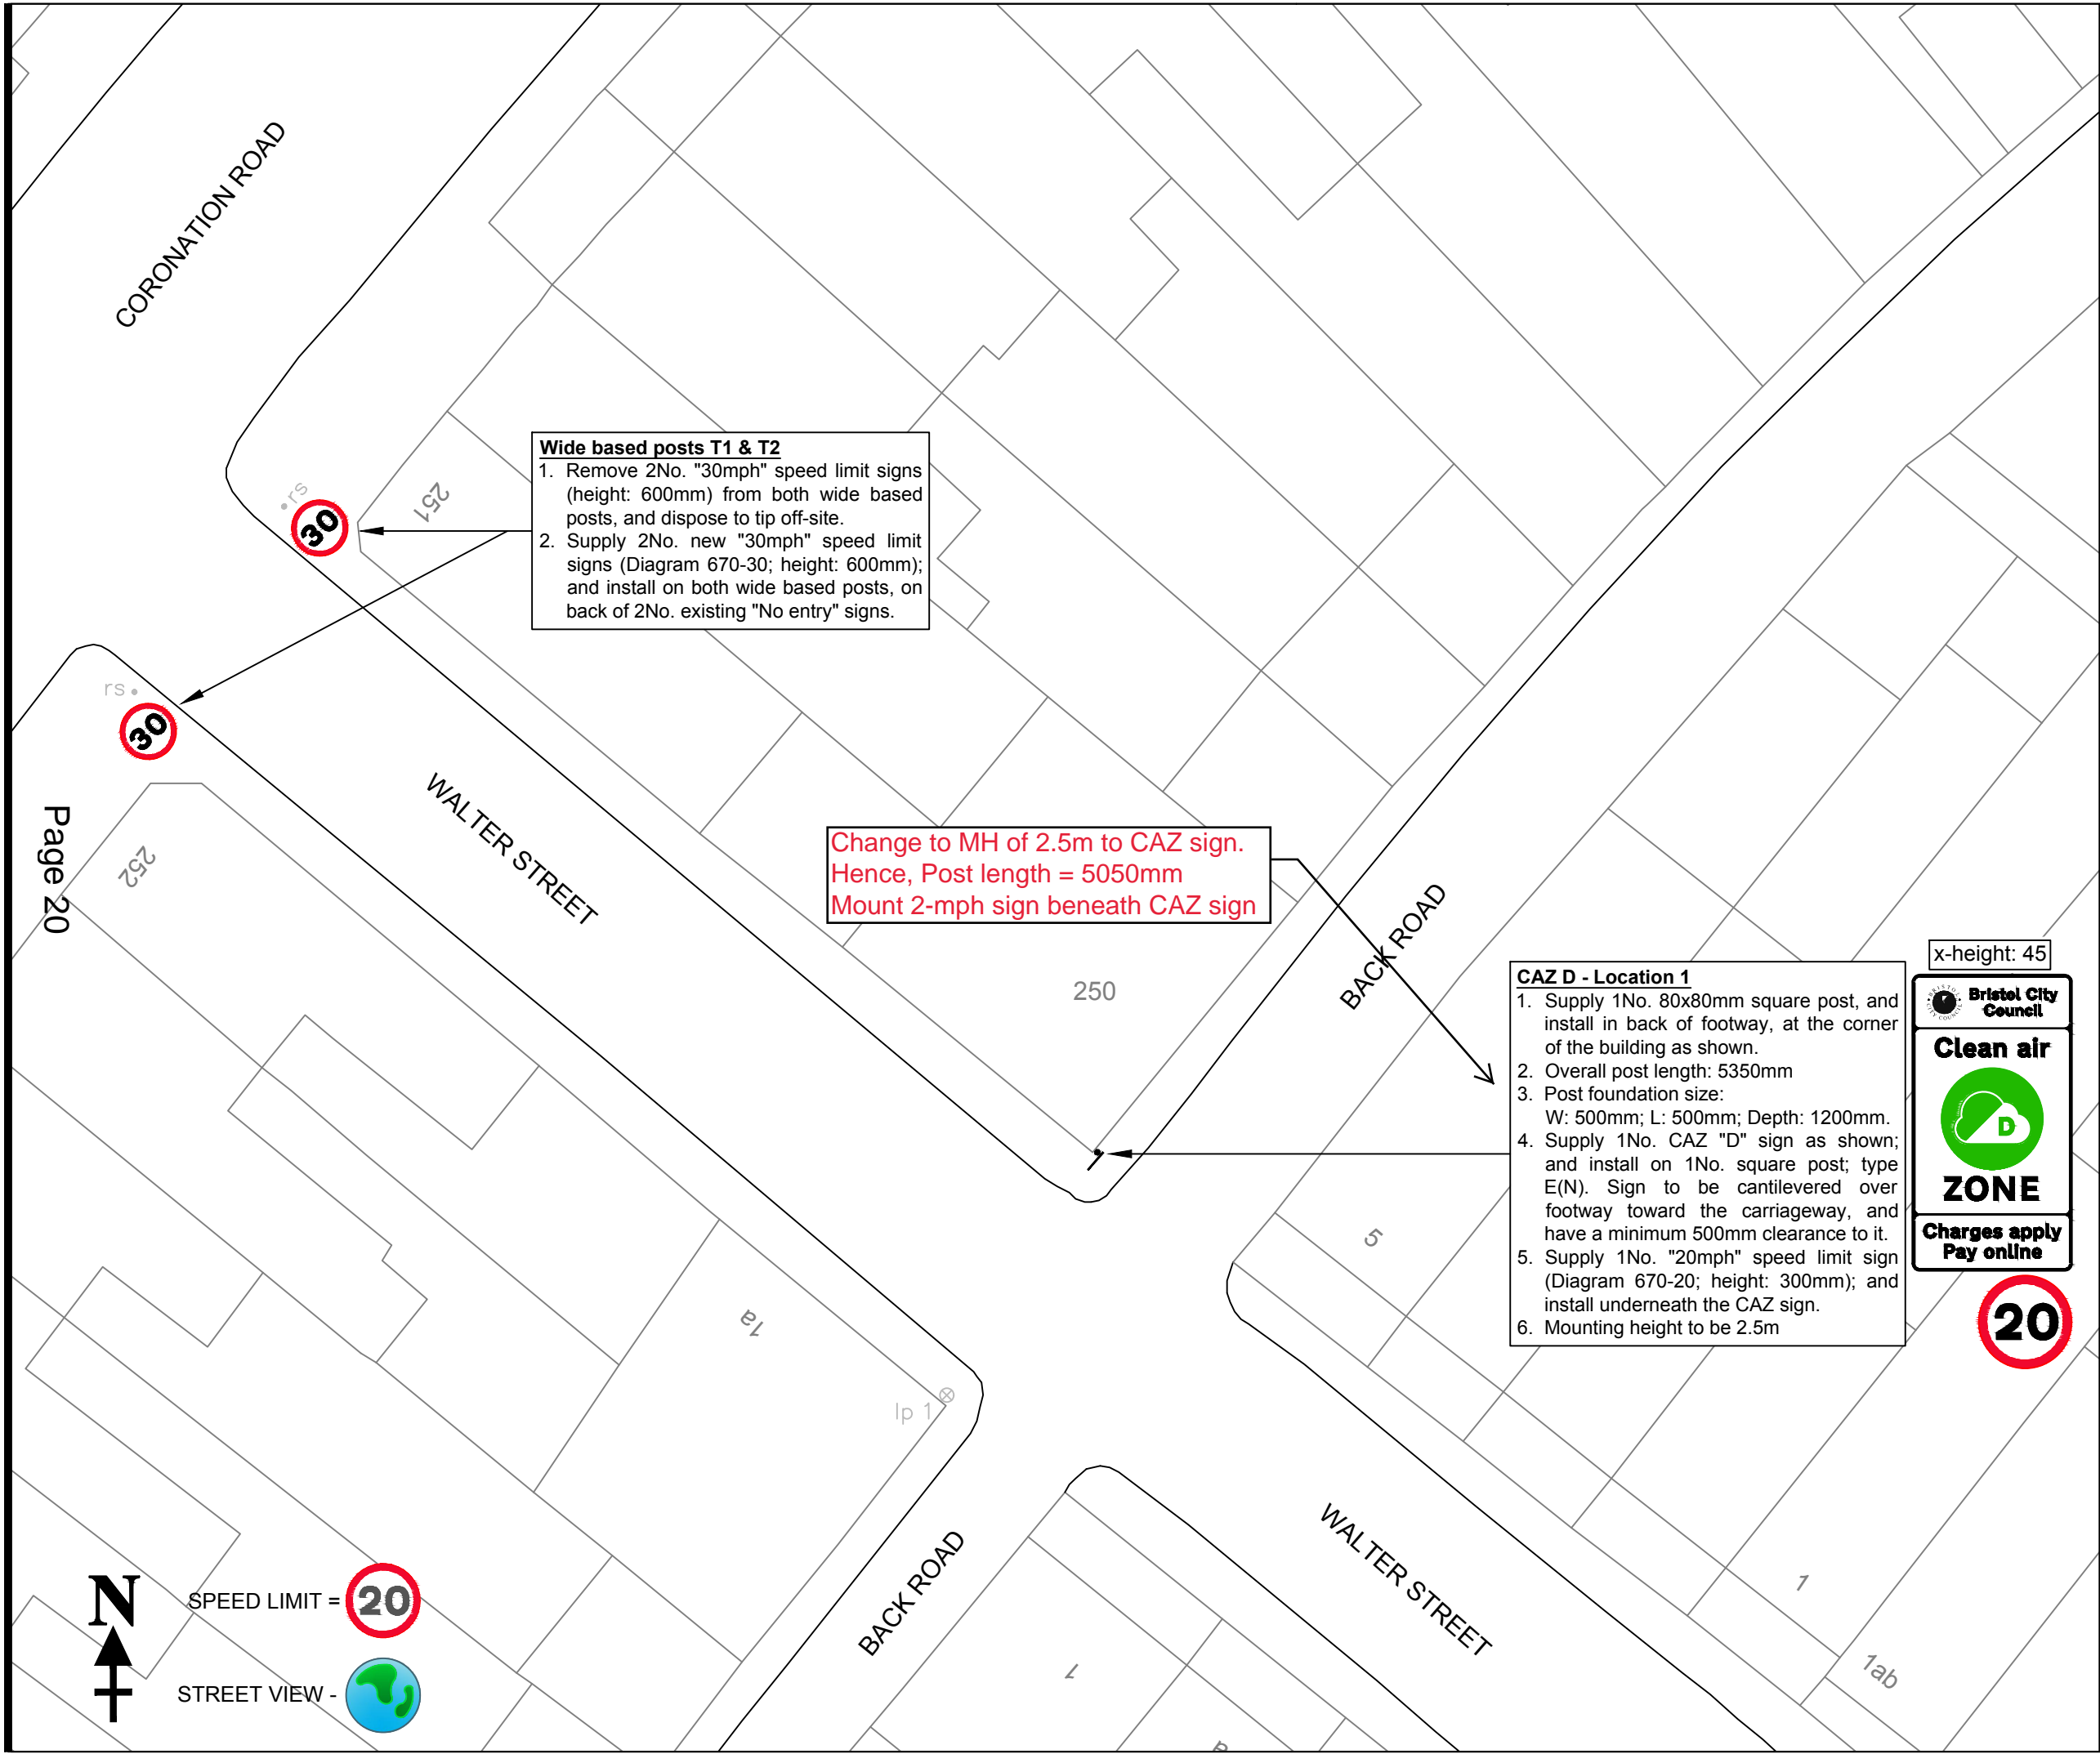 CORONATION ROAD
Wide based posts T1 & T2
1. Remove 2No. "30mph" speed limit signs
(height: 600mm) from both wide based
posts, and dispose to tip off-site.
2. Supply 2No. new "30mph" speed limit
signs (Diagram 670-30; height: 600mm);
and install on both wide based posts, on
back of 2No. existing "No entry" signs.
rs
30
251
rs
30
252
Page 20
WALTER STREET
Change to MH of 2.5m to CAZ sign.
Hence, Post length = 5050mm
Mount 2-mph sign beneath CAZ sign
250
BACK ROAD
CAZ D - Location 1
1. Supply 1No. 80x80mm square post, and
install in back of footway, at the corner
of the building as shown.
2. Overall post length: 5350mm
3. Post foundation size:
W: 500mm; L: 500mm; Depth: 1200mm.
4. Supply 1No. CAZ "D" sign as shown;
and install on 1No. square post; type
E(N). Sign to be cantilevered over
footway toward the carriageway, and
have a minimum 500mm clearance to it.
5. Supply 1No. "20mph" speed limit sign
(Diagram 670-20; height: 300mm); and
install underneath the CAZ sign.
6. Mounting height to be 2.5m
x-height: 45
Bristol City
Council
Clean air
D
ZONE
Charges apply
Pay online
20
5
1a
lp 1
BACK ROAD
WALTER STREET
1
1ab
1
N
SPEED LIMIT =
20
STREET VIEW -